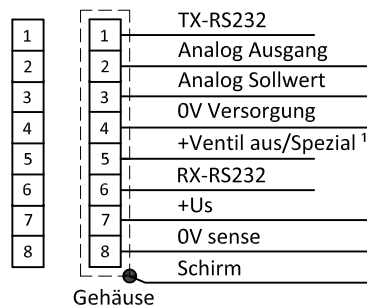 TX-RS232
1 1
Analog Ausgang
2 2
Analog Sollwert
3 3
0V Versorgung
4 4
+Ventil aus/Spezial ¹
5 5
RX-RS232
6 6
+Us
7 7
0V sense
8 8
Schirm
Gehäuse